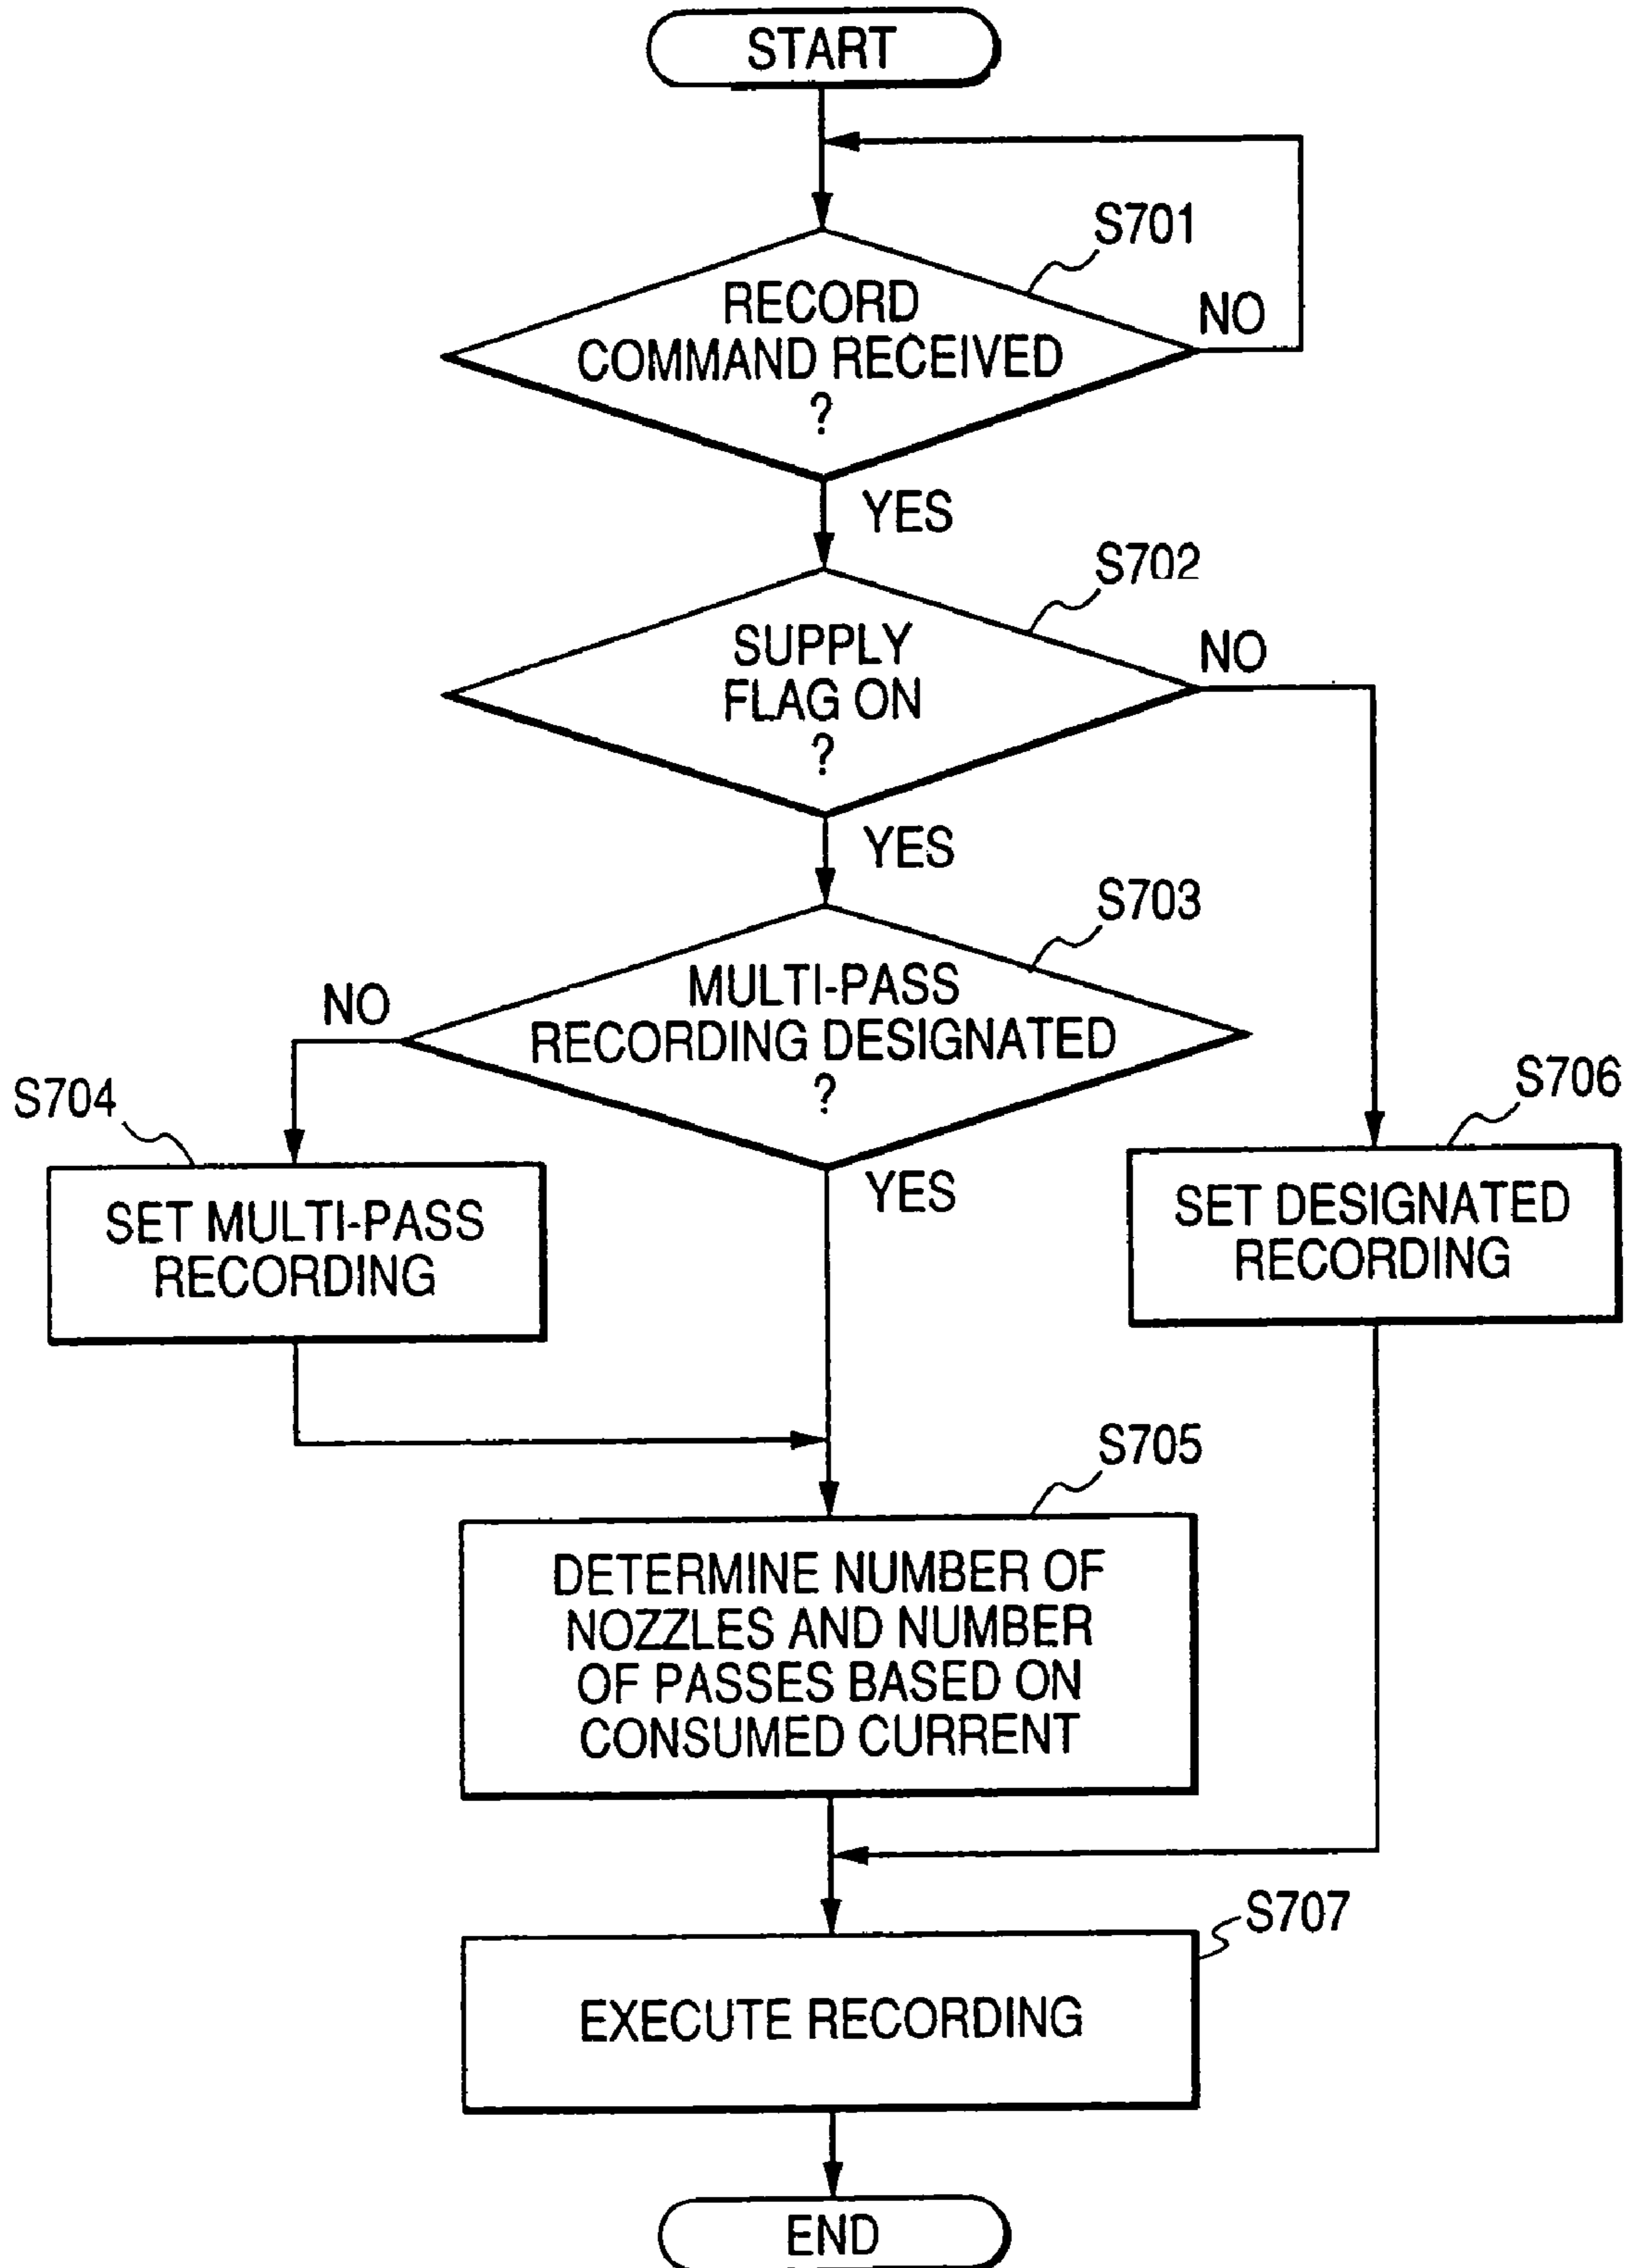 START
S701
RECORD
COMMAND RECEIVED
?
NO
YES
S702
SUPPLY
FLAG ON
?
NO
YES
S703
MULTI-PASS
RECORDING DESIGNATED
?
NO
YES
S704
SET MULTI-PASS
RECORDING
S706
SET DESIGNATED
RECORDING
S705
DETERMINE NUMBER OF
NOZZLES AND NUMBER
OF PASSES BASED ON
CONSUMED CURRENT
S707
EXECUTE RECORDING
END